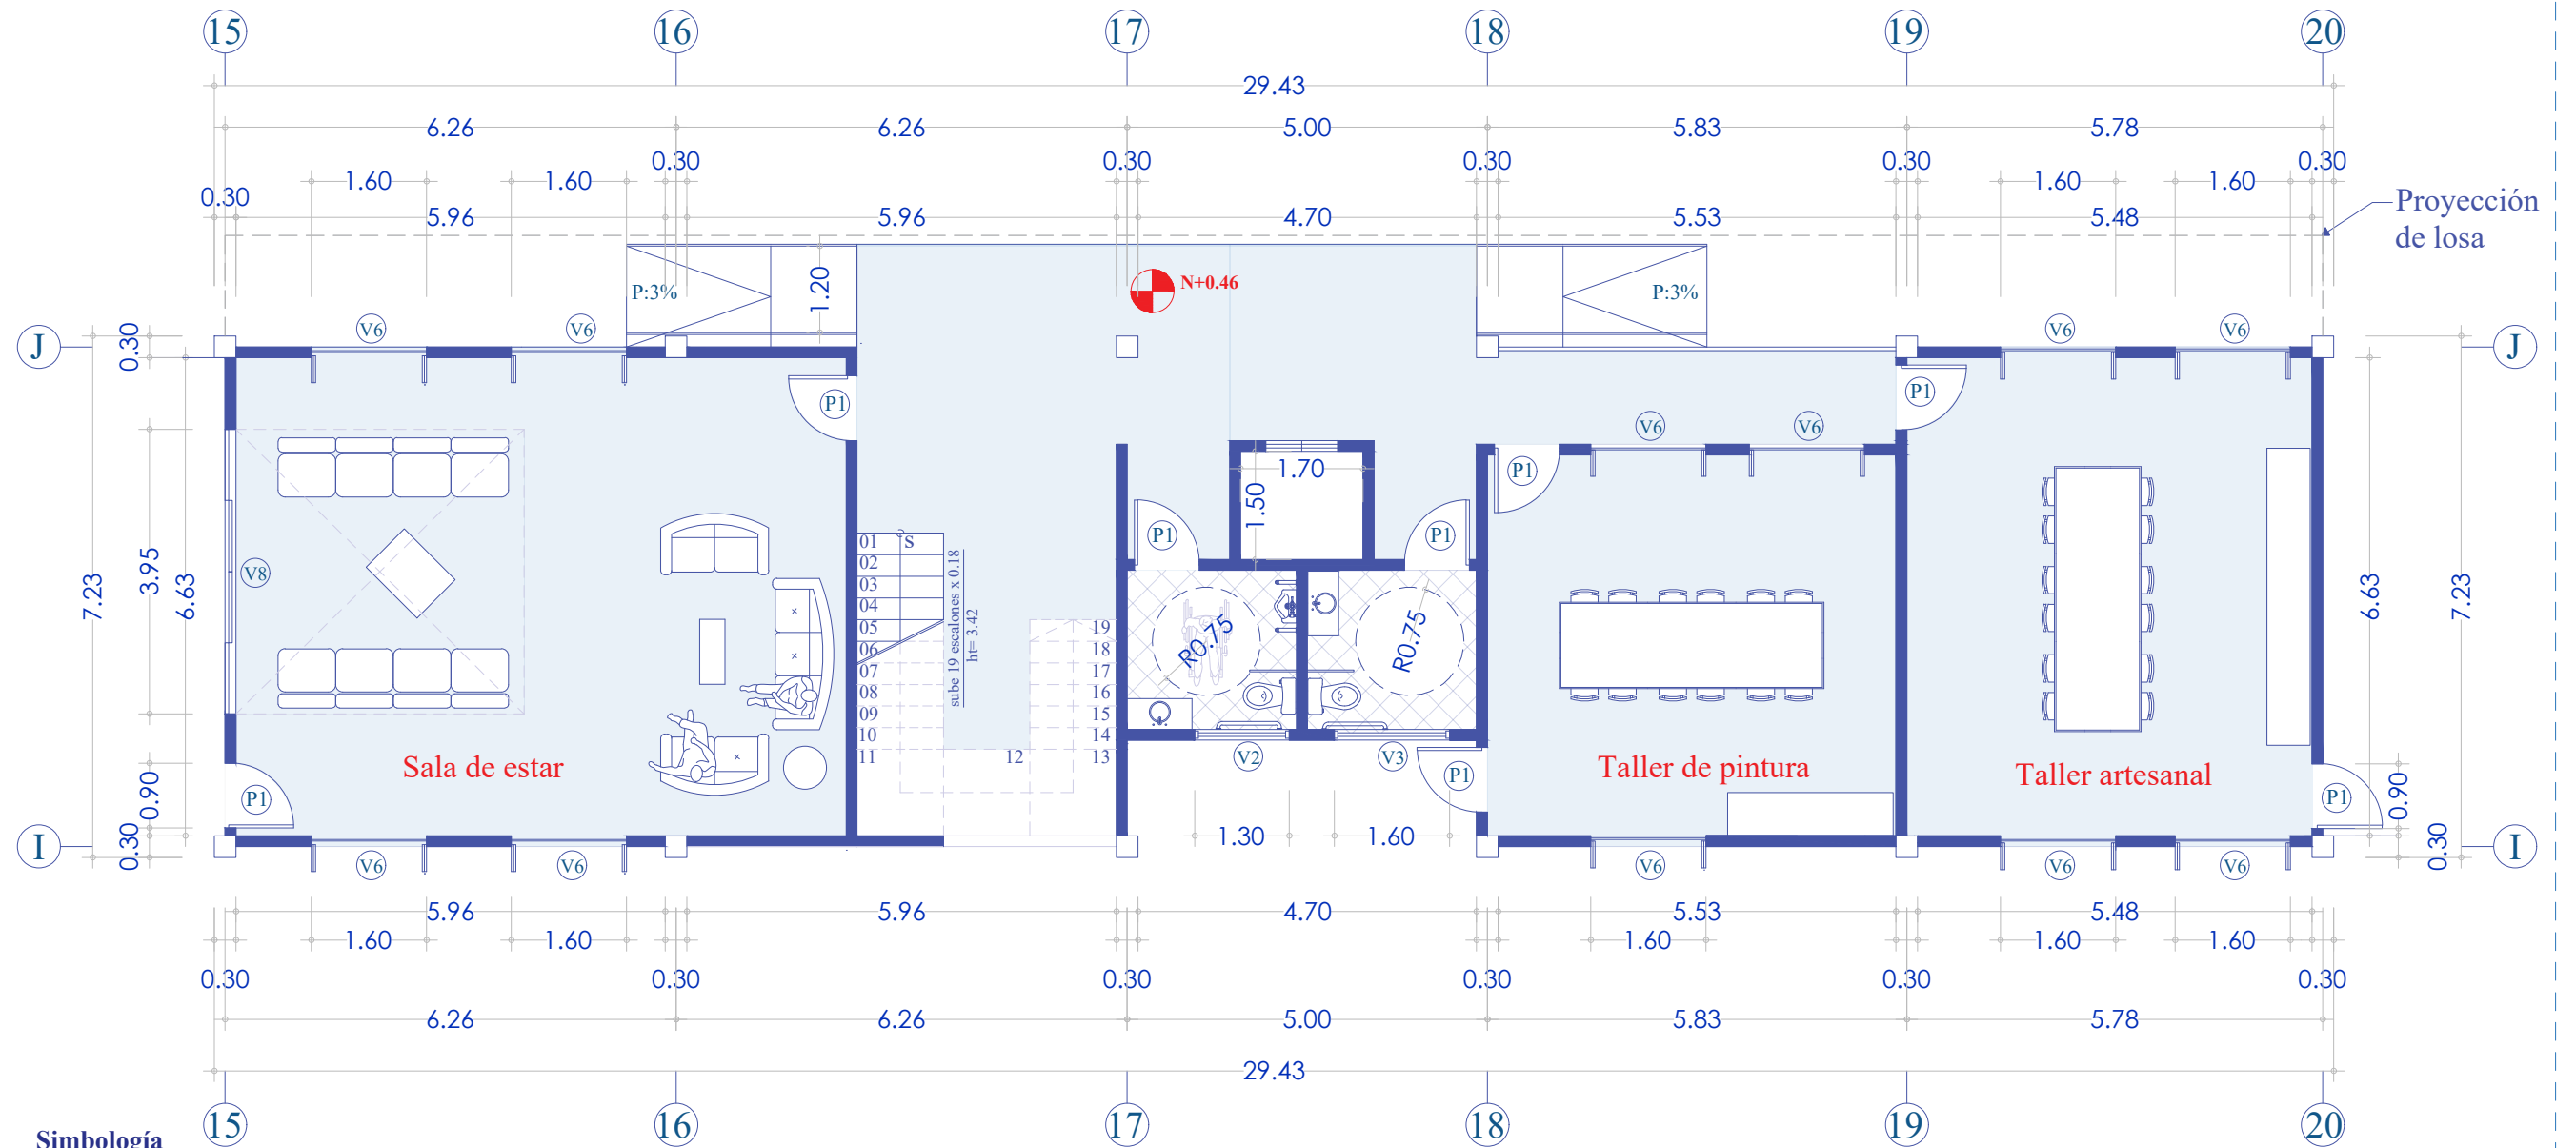 15 16 17 18 19 20
29.43
6.26 6.26 5.00 5.83 5.78
0.30 0.30 0.30 0.30 0.30
1.60 1.60 1.60 1.60
0.30
5.96 5.96 4.70 5.53 5.48
Proyección
de losa
P:3% 1.20 N+0.46 P:3%
V6 V6 V6 V6
J 0.30 J
P1 P1
V6 V6
1.70
P1
1.50
P1 P1
01 S
02
03
04
05
06
07
08
09
10
11 12 13
14
15
16
17
18
19
sube 19 escalones x 0.18
ht= 3.42
7.23 3.95 6.63 V8 6.63 7.23
R0.75 R0.75
V2 V3
Sala de estar Taller de pintura Taller artesanal
0.90 P1 P1 P1 0.90
1.30 1.60
I 0.30 0.30 I
V6 V6 V6 V6 V6
5.96 5.96 4.70 5.53 5.48
1.60 1.60 1.60 1.60 1.60
0.30 0.30 0.30 0.30 0.30 0.30
6.26 6.26 5.00 5.83 5.78
29.43
15 16 17 18 19 20
Simbología